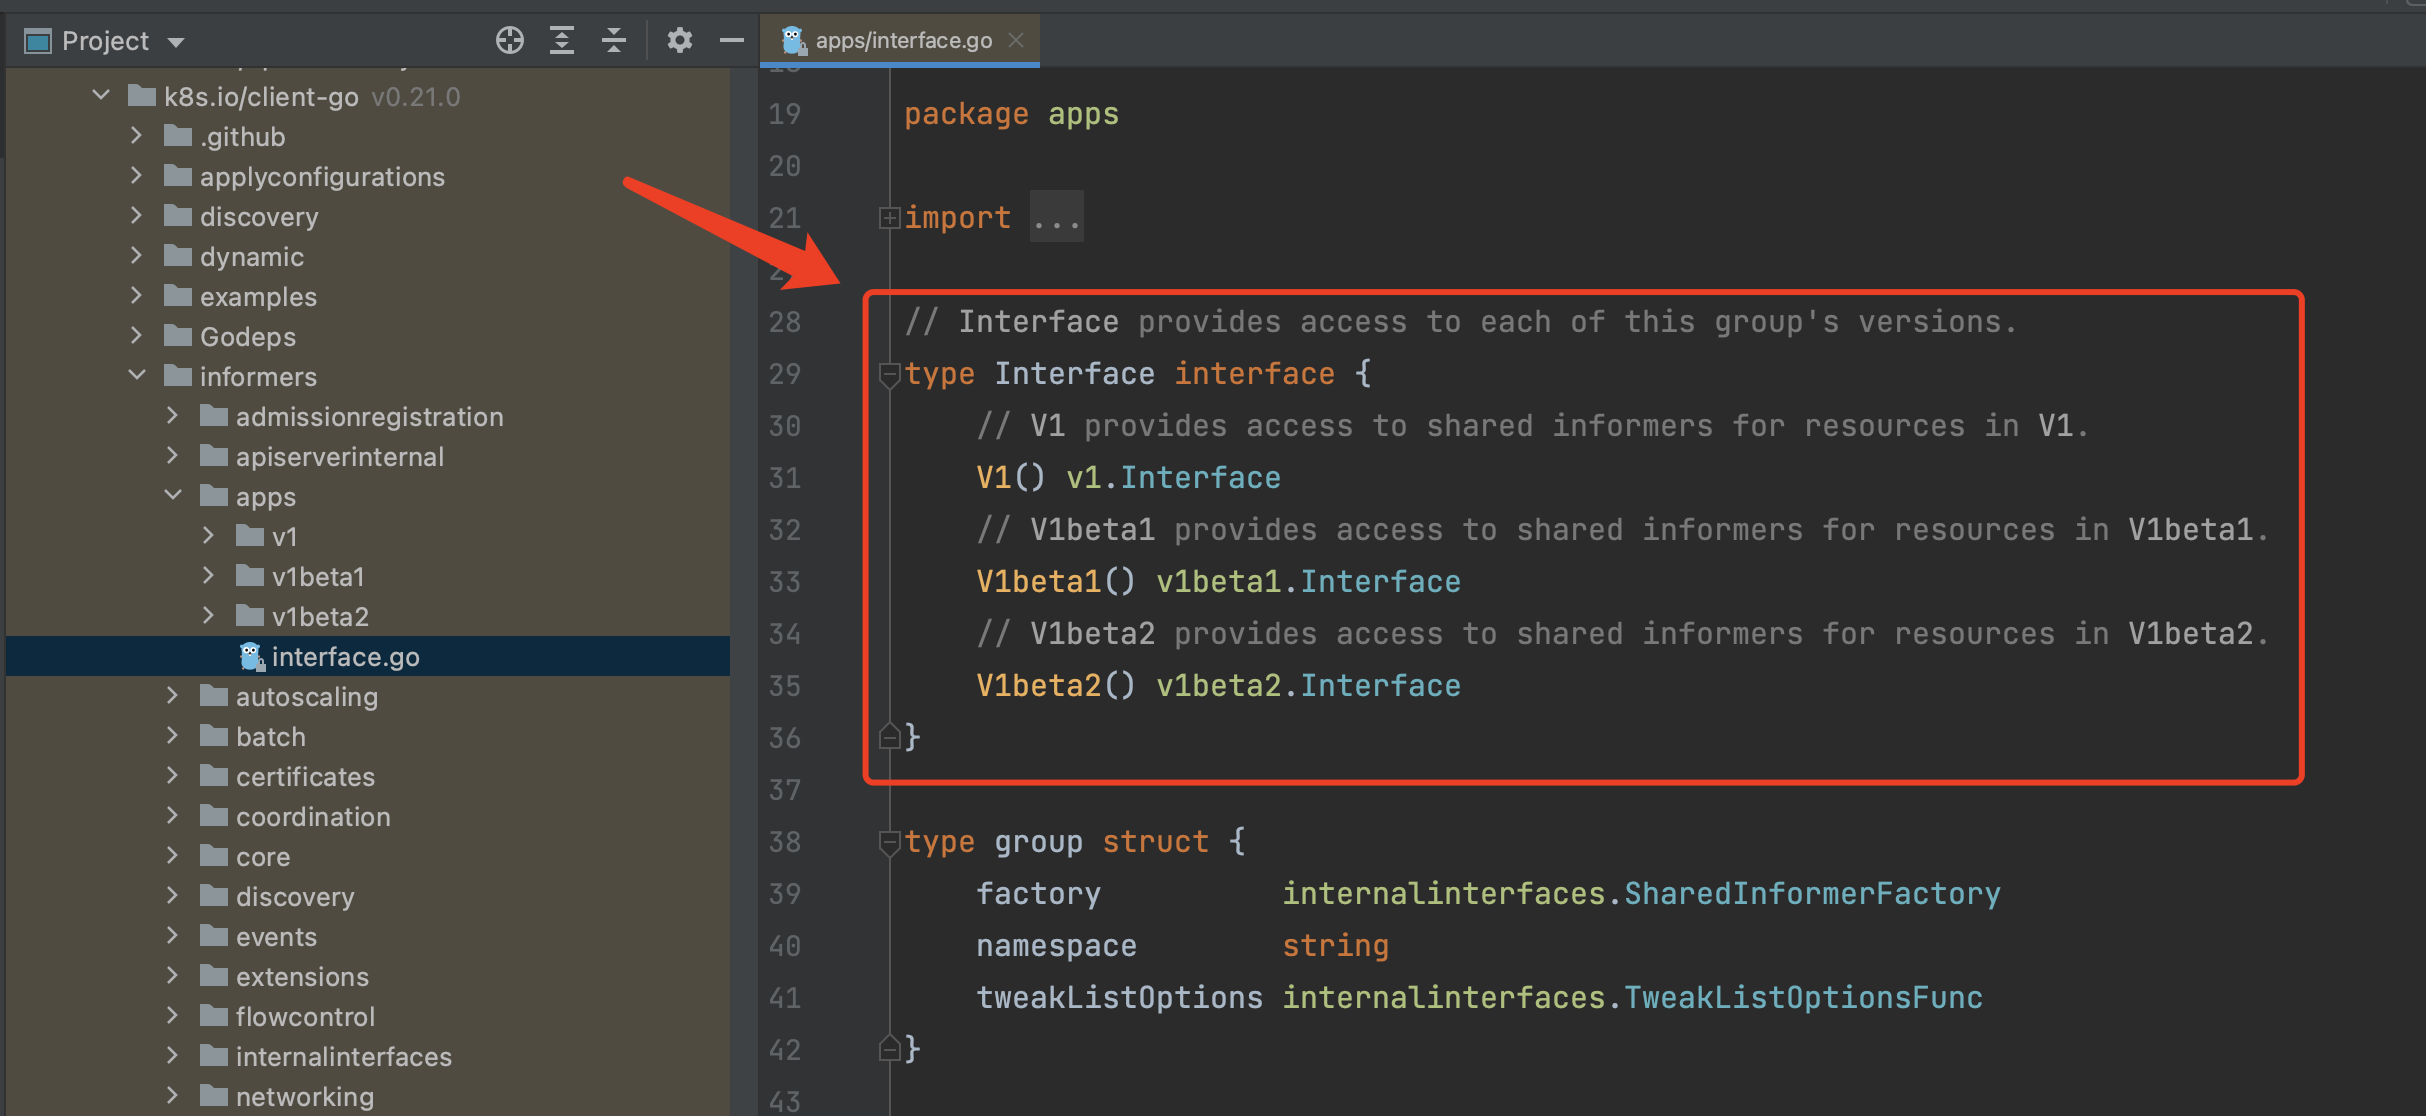 Project
k8s.io/client-go v0.21.0
.github
applyconfigurations
discovery
dynamic
examples
Godeps
informers
admissionregistration
apiserverinternal
apps
v1
v1beta1
v1beta2
interface.go
autoscaling
batch
certificates
coordination
core
discovery
events
extensions
flowcontrol
internalinterfaces
networking
apps/interface.go
19 package apps
20
21 import ...
28 // Interface provides access to each of this group's versions.
29 type Interface interface {
30 // V1 provides access to shared informers for resources in V1.
31 V1() v1.Interface
32 // V1beta1 provides access to shared informers for resources in V1beta1.
33 V1beta1() v1beta1.Interface
34 // V1beta2 provides access to shared informers for resources in V1beta2.
35 V1beta2() v1beta2.Interface
36 }
37
38 type group struct {
39 factory internalinterfaces.SharedInformerFactory
40 namespace string
41 tweakListOptions internalinterfaces.TweakListOptionsFunc
42 }
43